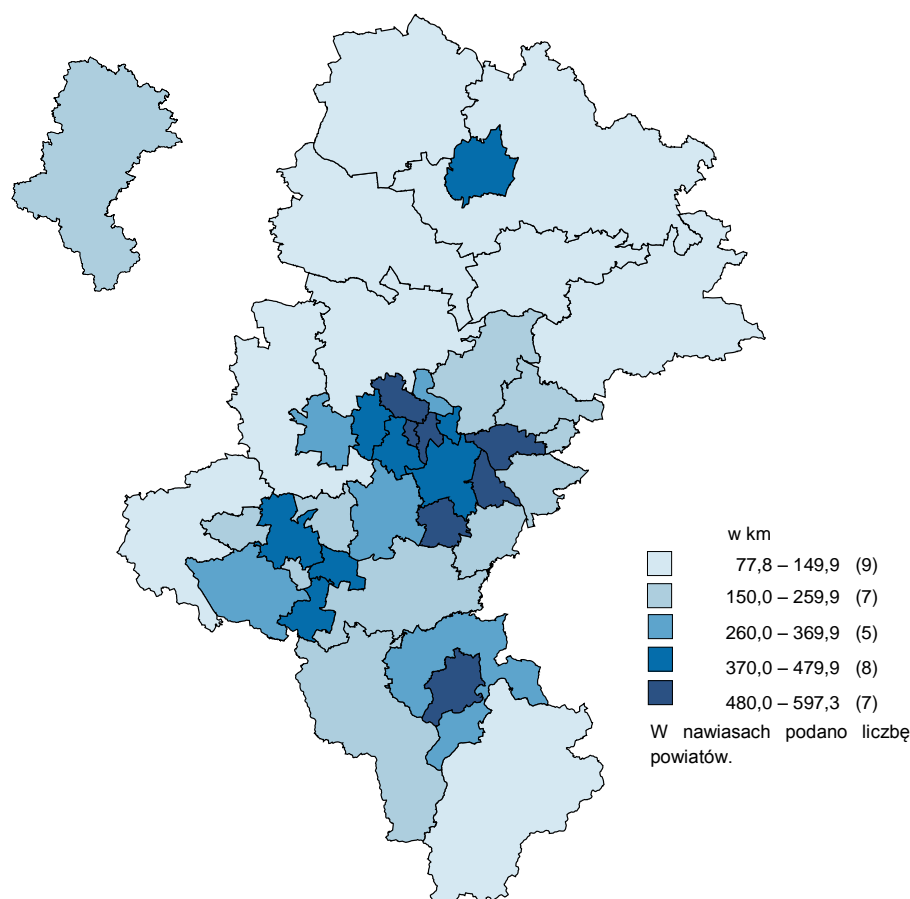 w km
77,8 – 149,9 (9)
150,0 – 259,9 (7)
260,0 – 369,9 (5)
370,0 – 479,9 (8)
480,0 – 597,3 (7)
W nawiasach podano liczbę
powiatów.